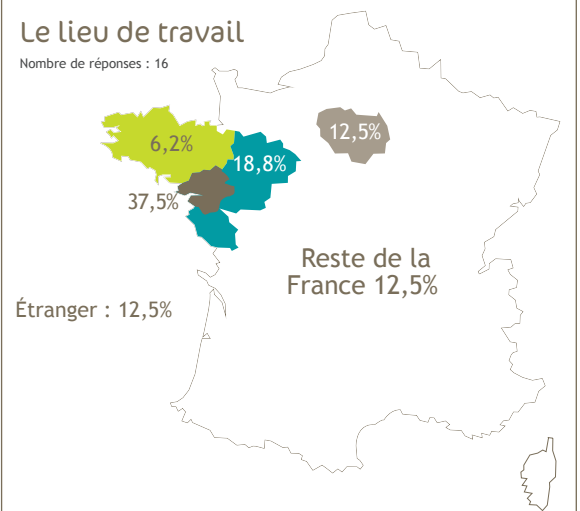 Le lieu de travail
Nombre de réponses : 16
12,5%
6,2%
18,8%
37,5%
Reste de la
France 12,5%
Étranger : 12,5%